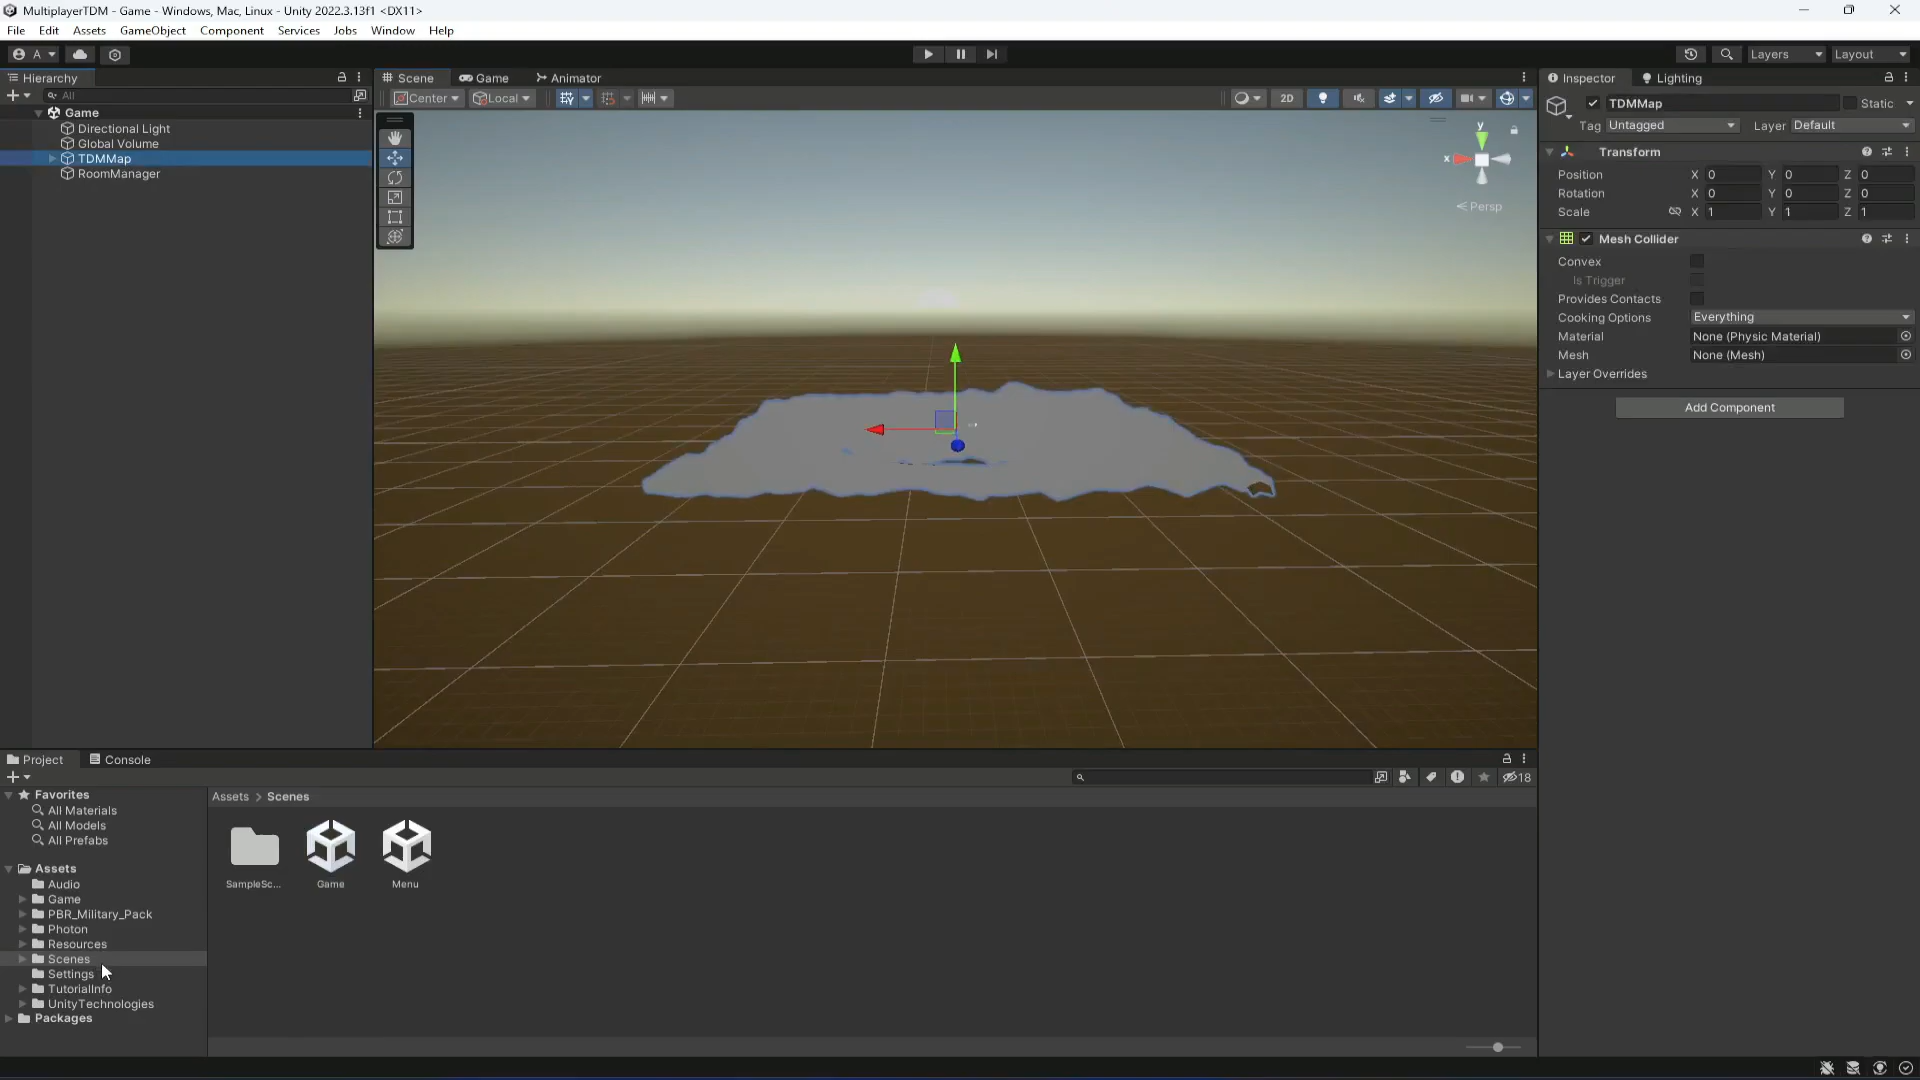 MultiplayerTDM - Game - Windows, Mac, Linux - Unity 2022.3.13f1 <DX11>
File Edit Assets GameObject Component Services Jobs Window Help
A Layers Layout
Hierarchy
All
Game
Directional Light
Global Volume
TDMMap
RoomManager
Scene Game Animator
Center Local 2D
y
x
Persp
Inspector Lighting
TDMMap Static
Tag Untagged Layer Default
Transform
Position X 0 Y 0 Z 0
Rotation X 0 Y 0 Z 0
Scale X 1 Y 1 Z 1
Mesh Collider
Convex
Is Trigger
Provides Contacts
Cooking Options Everything
Material None (Physic Material)
Mesh None (Mesh)
Layer Overrides
Add Component
Project Console
18
Favorites
All Materials
All Models
All Prefabs
Assets
Audio
Game
PBR_Military_Pack
Photon
Resources
Scenes
Settings
TutorialInfo
UnityTechnologies
Packages
Assets > Scenes
SampleSc... Game Menu